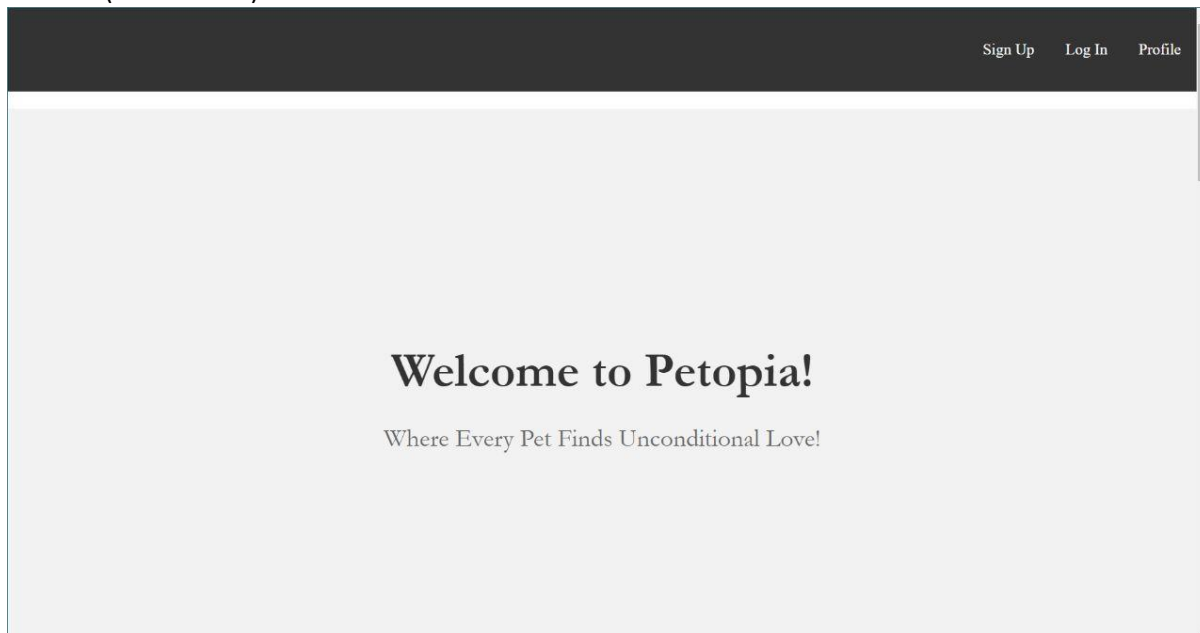 Sign Up Log In Profile
Welcome to Petopia!
Where Every Pet Finds Unconditional Love!